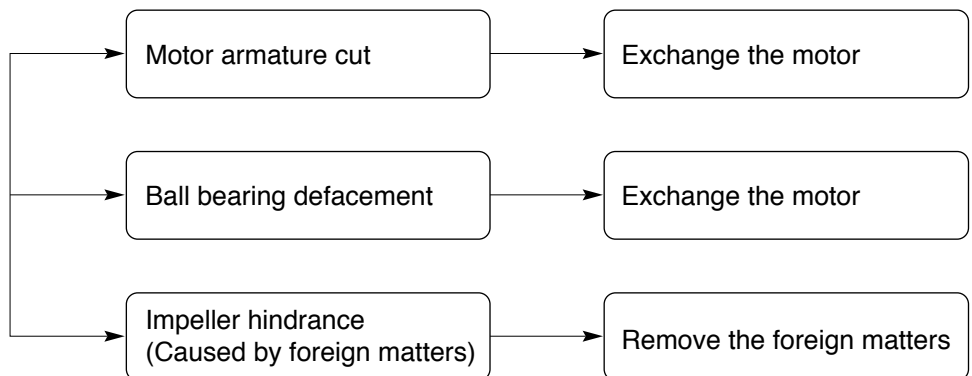 Motor armature cut
Exchange the motor
Ball bearing defacement
Exchange the motor
Impeller hindrance
(Caused by foreign matters)
Remove the foreign matters